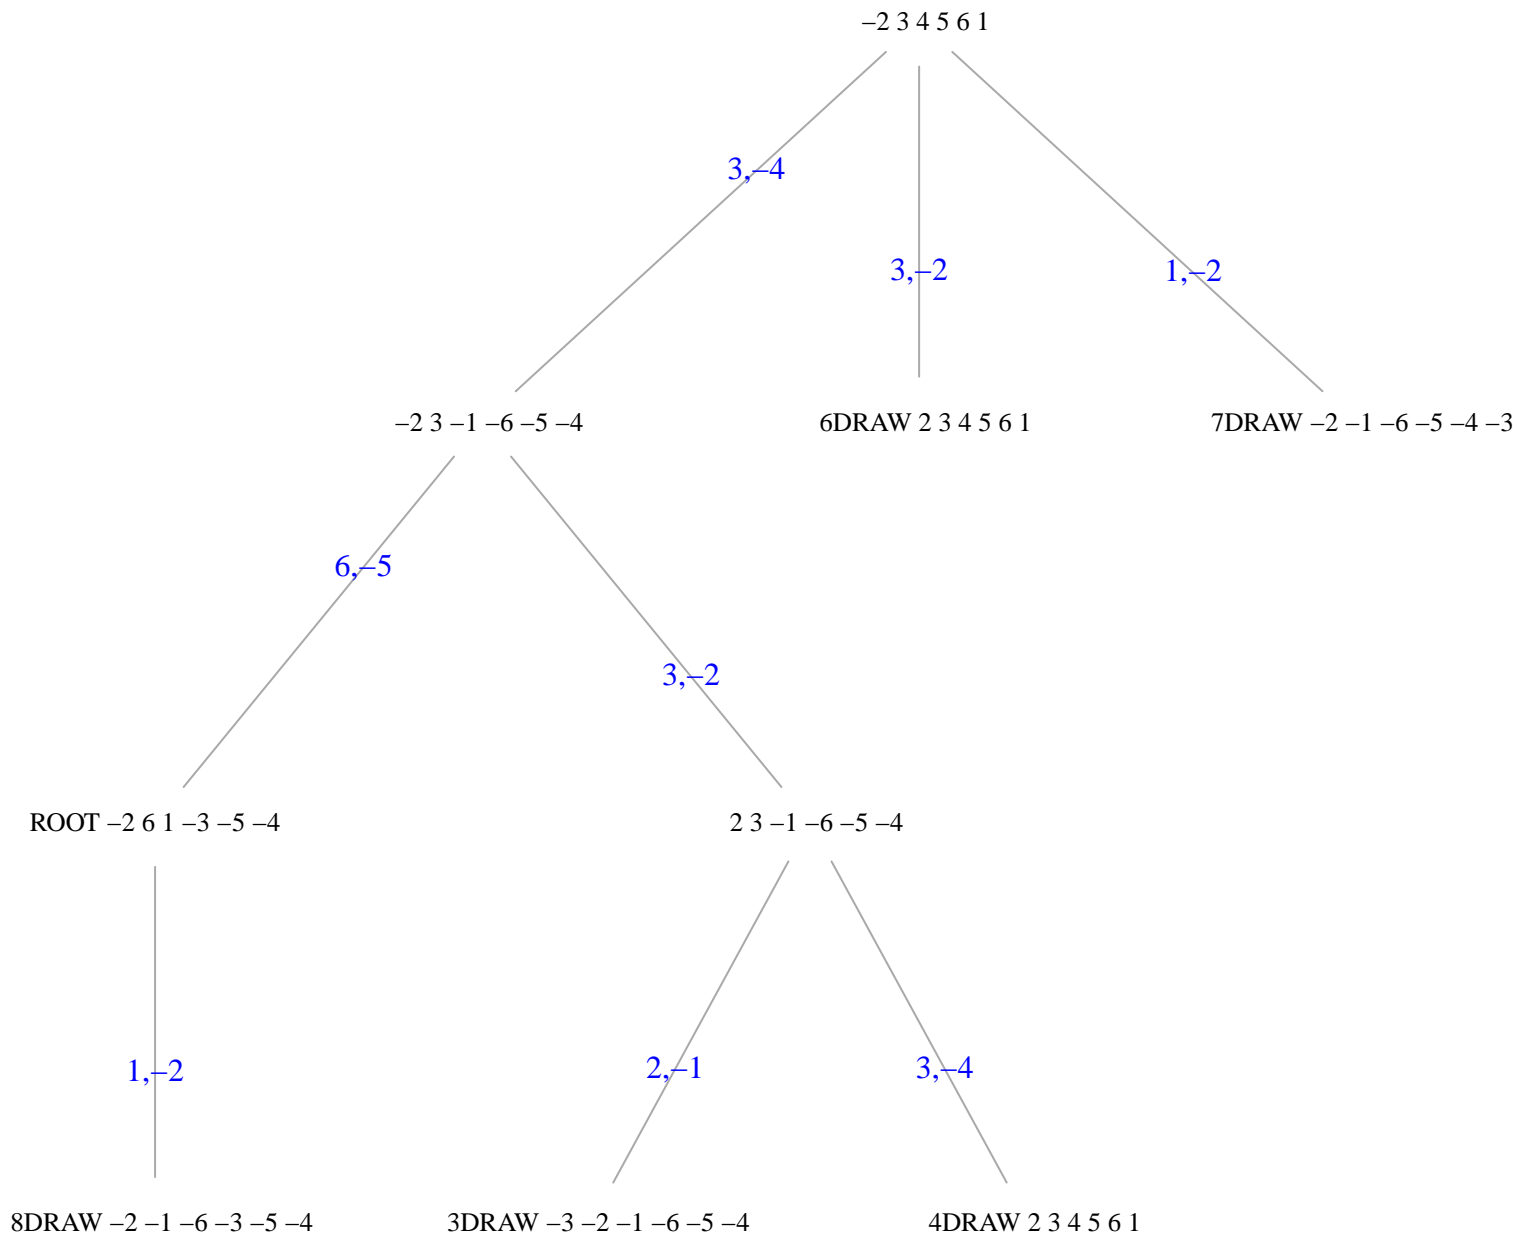 –2 3 4 5 6 1
3,–4
3,–2
1,–2
–2 3 –1 –6 –5 –4
6DRAW 2 3 4 5 6 1
7DRAW –2 –1 –6 –5 –4 –3
6,–5
3,–2
ROOT –2 6 1 –3 –5 –4
2 3 –1 –6 –5 –4
1,–2
2,–1
3,–4
8DRAW –2 –1 –6 –3 –5 –4
3DRAW –3 –2 –1 –6 –5 –4
4DRAW 2 3 4 5 6 1